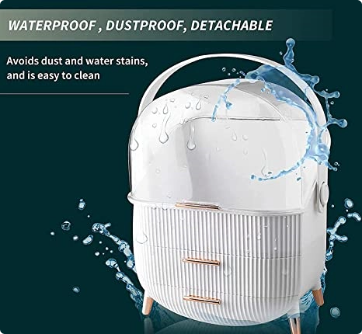 WATERPROOF , DUSTPROOF, DETACHABLE
Avoids dust and water stains,
and is easy to clean